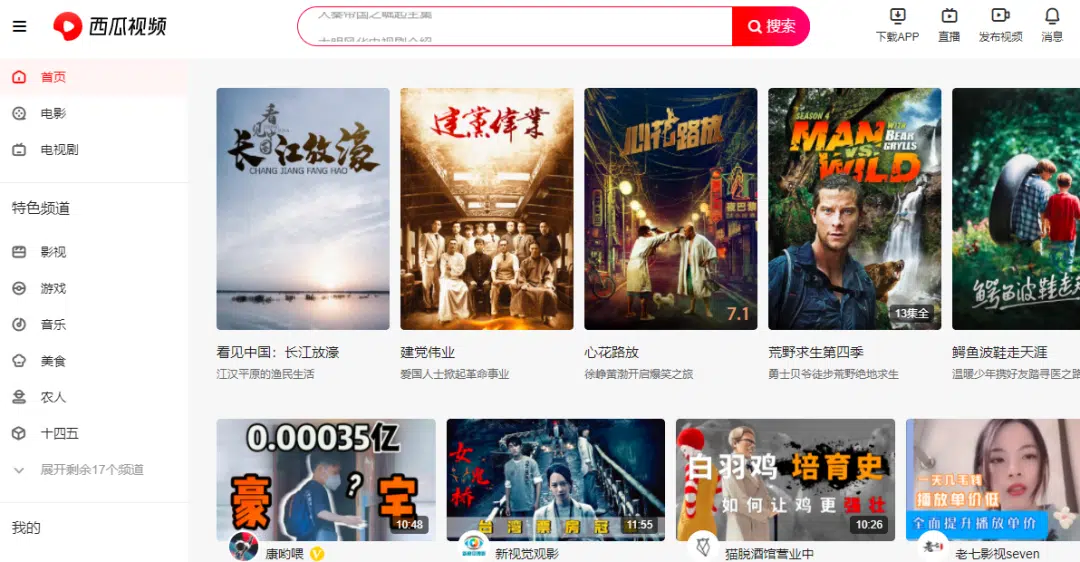 西瓜视频
搜索
下载APP
直播
发布视频
消息
首页
电影
电视剧
特色频道
影视
游戏
音乐
美食
农人
十四五
展开剩余17个频道
我的
看见中国
长江放濠
CHANG JIANG FANG HAO
建黨偉業
心花路放
7.1
SEASON 4
MAN VS. WILD
WITH BEAR GRYLLS
13集全
鳄鱼波鞋走天
看见中国：长江放濠
江汉平原的渔民生活
建党伟业
爱国人士掀起革命事业
心花路放
徐峥黄渤开启爆笑之旅
荒野求生第四季
勇士贝爷徒步荒野绝地求生
鳄鱼波鞋走天涯
温暖少年携好友踏寻医之路
0.00035亿
豪
?
宅
10:48
康哟喂
女鬼桥
台湾票房冠
11:55
新视觉观影
白羽鸡 培育史
如何让鸡更强壮
10:26
猫脱酒馆营业中
一天几毛钱
播放单价低
全面提升播放单价
老七影视seven